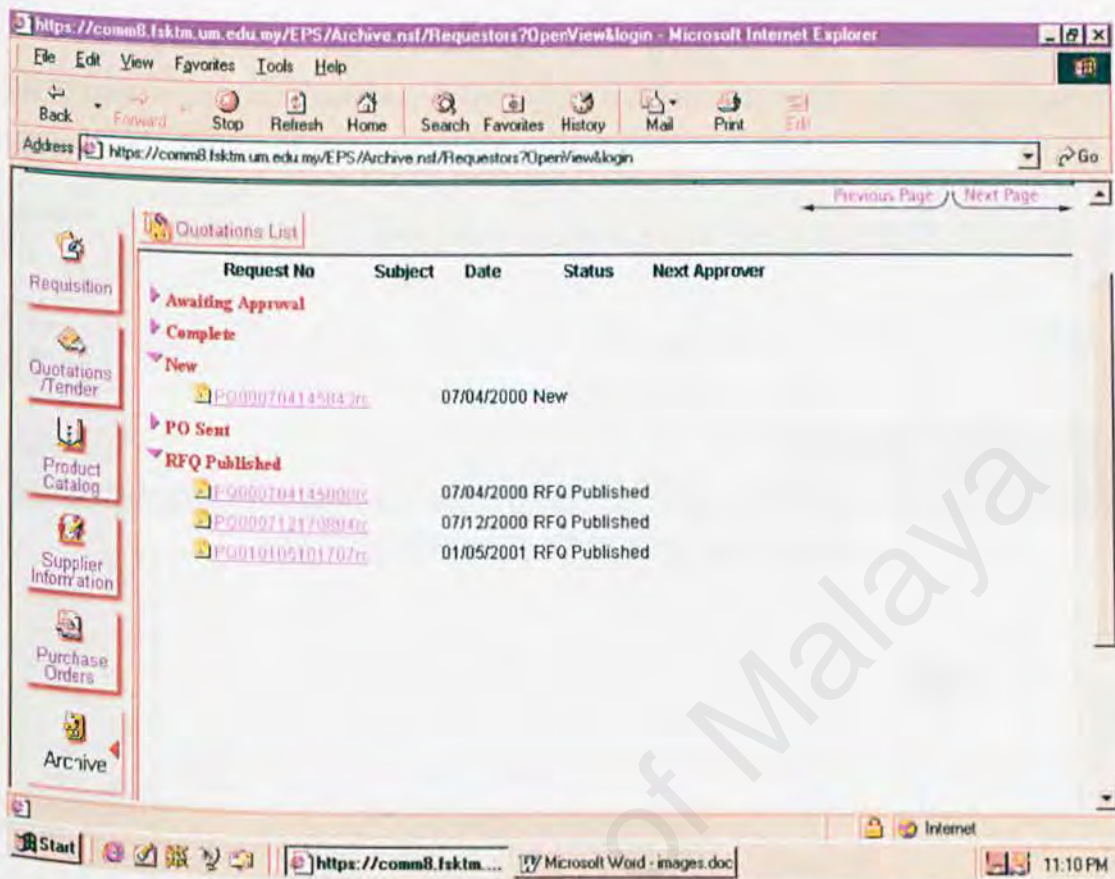 https://comm8.fsktm.um.edu.my/EPS/Archive.nsf/Requestors?OpenView&login - Microsoft Internet Explorer
File Edit View Favorites Tools Help
Back Forward Stop Refresh Home Search Favorites History Mail Print Edit
Address https://comm8.fsktm.um.edu.my/EPS/Archive.nsf/Requestors?OpenView&login Go
Previous Page Next Page
Quotations List
Request No Subject Date Status Next Approver
Awaiting Approval
Complete
New
07/04/2000 New
PO Sent
RFQ Published
07/04/2000 RFQ Published
07/12/2000 RFQ Published
01/05/2001 RFQ Published
Requisition
Quotations
/Tender
Product
Catalog
Supplier
Information
Purchase
Orders
Archive
Internet
Start https://comm8.fsktm.... Microsoft Word - images.doc 11:10 PM
of Malaya